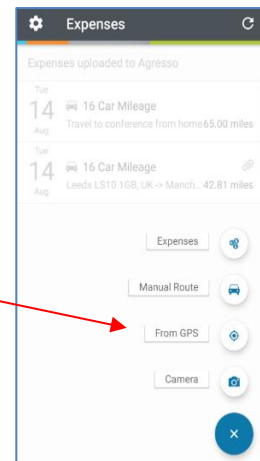 Expenses
Expenses uploaded to Agresso
Tue
14
Aug
16 Car Mileage
Travel to conference from home 65.00 miles
Tue
14
Aug
16 Car Mileage
Leeds LS10 1GB, UK -> Manch... 42.81 miles
Expenses
Manual Route
From GPS
Camera